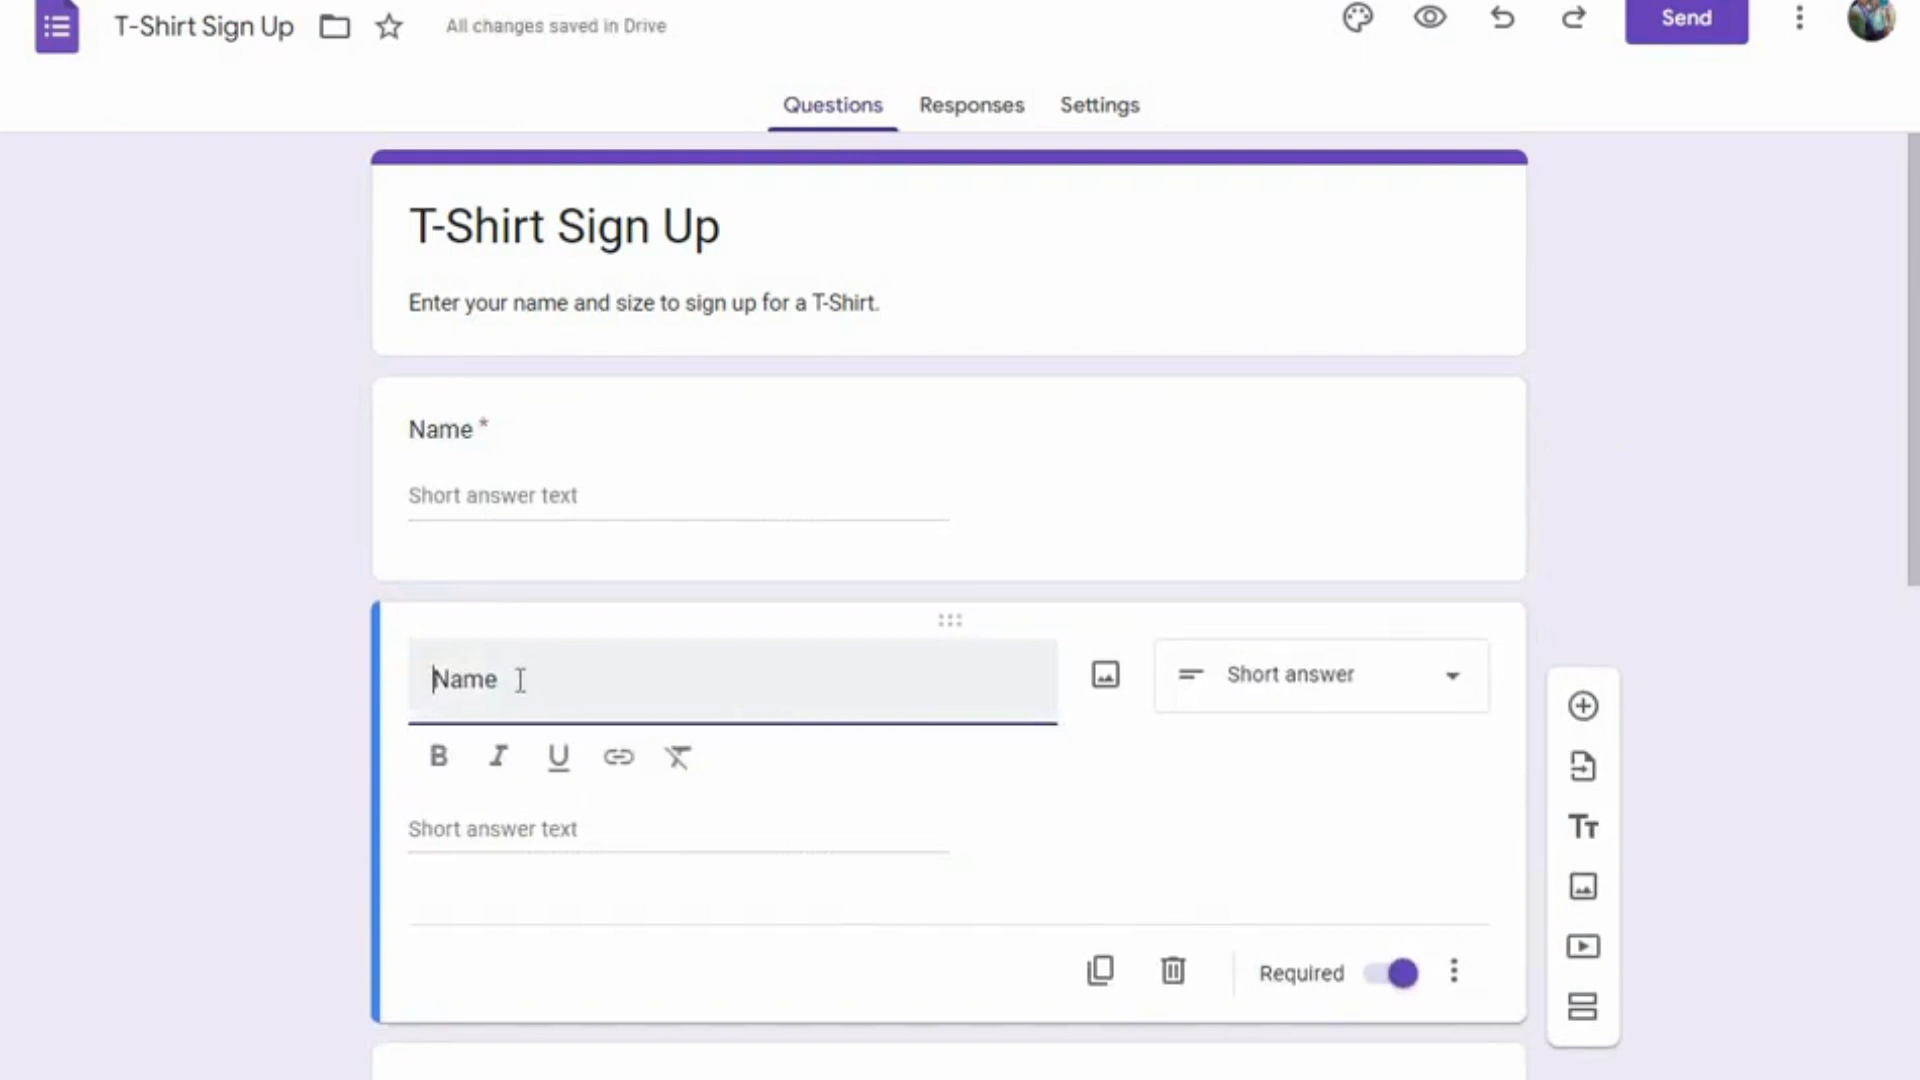 T-Shirt Sign Up
All changes saved in Drive
Send
Questions
Responses
Settings
T-Shirt Sign Up
Enter your name and size to sign up for a T-Shirt.
Name *
Short answer text
Name
Short answer
B I U
Short answer text
Required